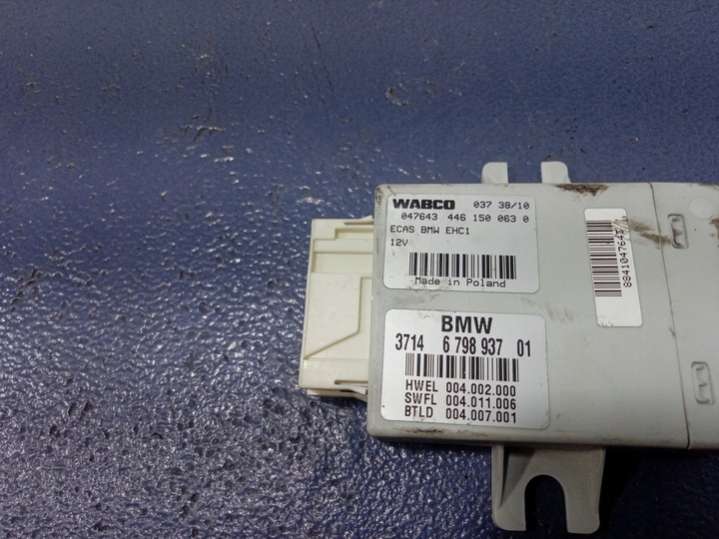 WABCO 037 38/10
047643 446 150 063 0
ECAS BMW EHC1
12V
Made in Poland
BMW
3714 6 798 937 01
HWEL 004.002.000
SWFL 004.011.006
BTLD 004.007.001